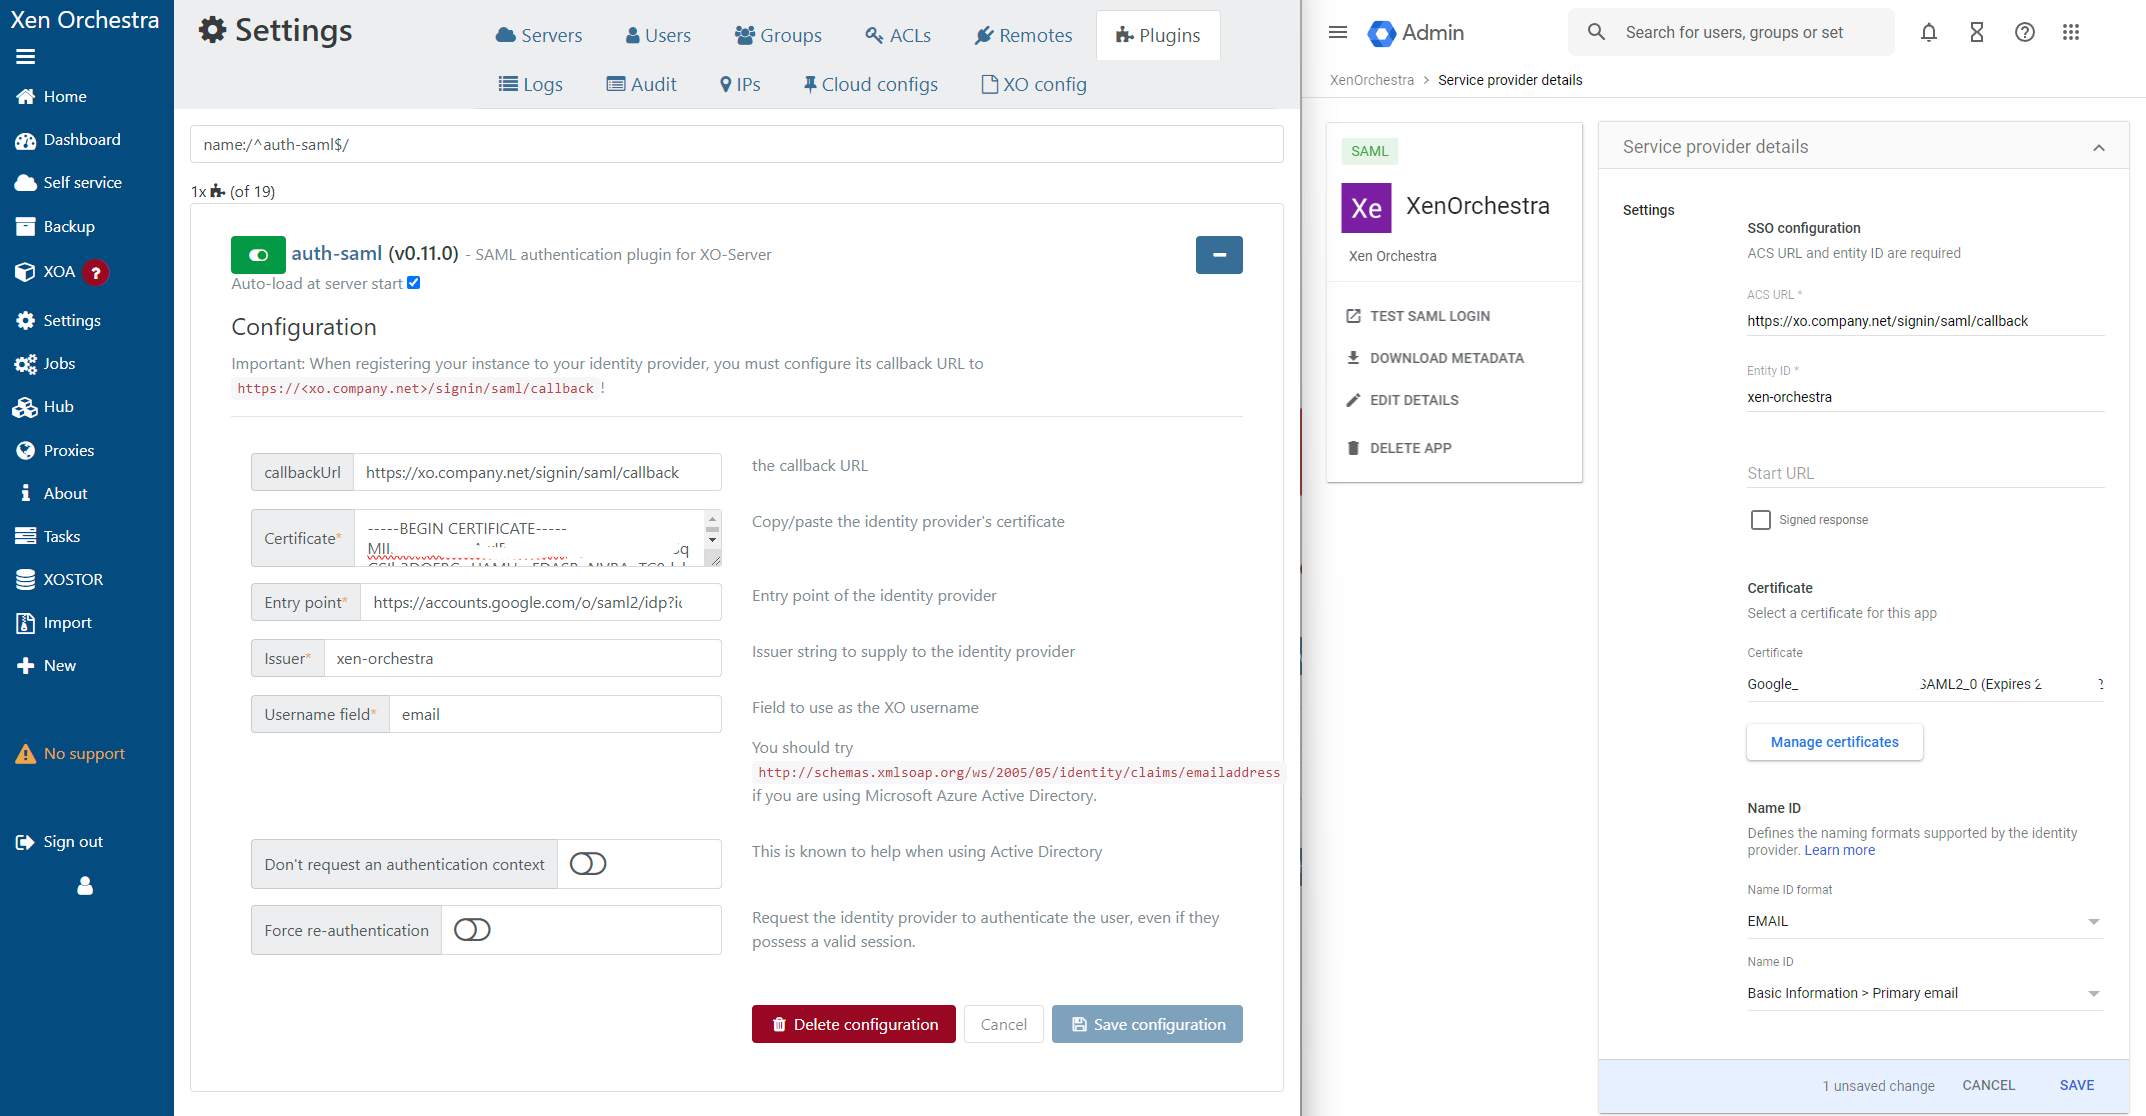 Xen Orchestra
Home
Dashboard
Self service
Backup
XOA ?
Settings
Jobs
Hub
Proxies
About
Tasks
XOSTOR
Import
New
No support
Sign out
Settings
Servers Users Groups ACLs Remotes Plugins
Logs Audit IPs Cloud configs XO config
name:/^auth-saml$/
1x (of 19)
auth-saml (v0.11.0) - SAML authentication plugin for XO-Server
Auto-load at server start
Configuration
Important: When registering your instance to your identity provider, you must configure its callback URL to
https://<xo.company.net>/signin/saml/callback !
callbackUrl https://xo.company.net/signin/saml/callback the callback URL
Certificate* -----BEGIN CERTIFICATE----- Copy/paste the identity provider's certificate
Entry point* https://accounts.google.com/o/saml2/idp?ic Entry point of the identity provider
Issuer* xen-orchestra Issuer string to supply to the identity provider
Username field* email Field to use as the XO username
You should try
http://schemas.xmlsoap.org/ws/2005/05/identity/claims/emailaddress
if you are using Microsoft Azure Active Directory.
Don't request an authentication context This is known to help when using Active Directory
Force re-authentication Request the identity provider to authenticate the user, even if they
possess a valid session.
Delete configuration Cancel Save configuration
Admin
Search for users, groups or set
XenOrchestra > Service provider details
SAML
Xe XenOrchestra
Xen Orchestra
TEST SAML LOGIN
DOWNLOAD METADATA
EDIT DETAILS
DELETE APP
Service provider details
Settings
SSO configuration
ACS URL and entity ID are required
ACS URL *
https://xo.company.net/signin/saml/callback
Entity ID *
xen-orchestra
Start URL
Signed response
Certificate
Select a certificate for this app
Certificate
Google_ SAML2_0 (Expires 2
Manage certificates
Name ID
Defines the naming formats supported by the identity
provider. Learn more
Name ID format
EMAIL
Name ID
Basic Information > Primary email
1 unsaved change CANCEL SAVE